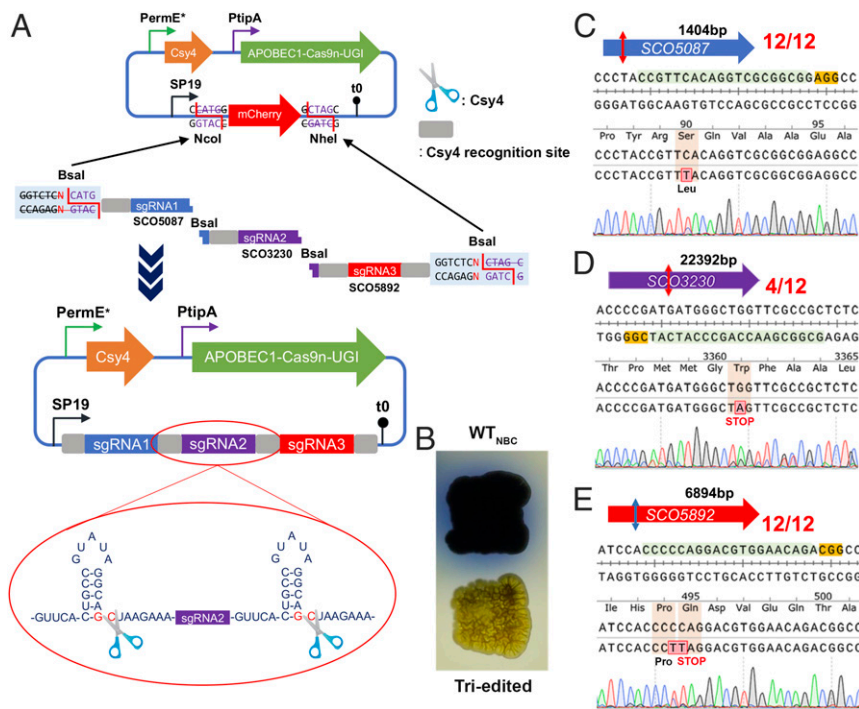 A
PermE*
PtipA
Csy4
APOBEC1-Cas9n-UGI
SP19
t0
CCATGG
GGTACC
mCherry
GCTAGC
CGATCG
NcoI
NheI
: Csy4
: Csy4 recognition site
BsaI
GGTCTCN CATG
CCAGAGN GTAC
sgRNA1
SCO5087
BsaI
sgRNA2
SCO3230
BsaI
sgRNA3
SCO5892
BsaI
GGTCTCN CTAG C
CCAGAGN GATC G
PermE*
PtipA
Csy4
APOBEC1-Cas9n-UGI
SP19
t0
sgRNA1
sgRNA2
sgRNA3
-GUUCA-C
GCUAAGAAA-
sgRNA2
-GUUCA-C
GCUAAGAAA-
B
WTNBC
Tri-edited
C
1404bp
SCO5087
12/12
CCCTACCGTTCACAGGTCGCGGCGGAGGCC
GGGATGGCAAGTGTCCAGCGCCGCCTCCGG
90 95
Pro Tyr Arg Ser Gln Val Ala Ala Glu Ala
CCCTACCGTTCACAGGTCGCGGCGGAGGCC
CCCTACCGTTTACAGGTCGCGGCGGAGGCC
Leu
D
22392bp
SCO3230
4/12
ACCCCGATGATGGGCTGGTTCGCCGCTCTC
TGGGGCTACTACCCGACCAAGCGGCGAGAG
3360 3365
Thr Pro Met Met Gly Trp Phe Ala Ala Leu
ACCCCGATGATGGGCTGGTTCGCCGCTCTC
ACCCCGATGATGGGCTAGTTCGCCGCTCTC
STOP
E
6894bp
SCO5892
12/12
ATCCACCCCCAGGACGTGGAACAGACGGCC
TAGGTGGGGGTCCTGCACCTTGTCTGCCGG
495 500
Ile His Pro Gln Asp Val Glu Gln Thr Ala
ATCCACCCCCAGGACGTGGAACAGACGGCC
ATCCACCCTTAGGACGTGGAACAGACGGCC
Pro STOP